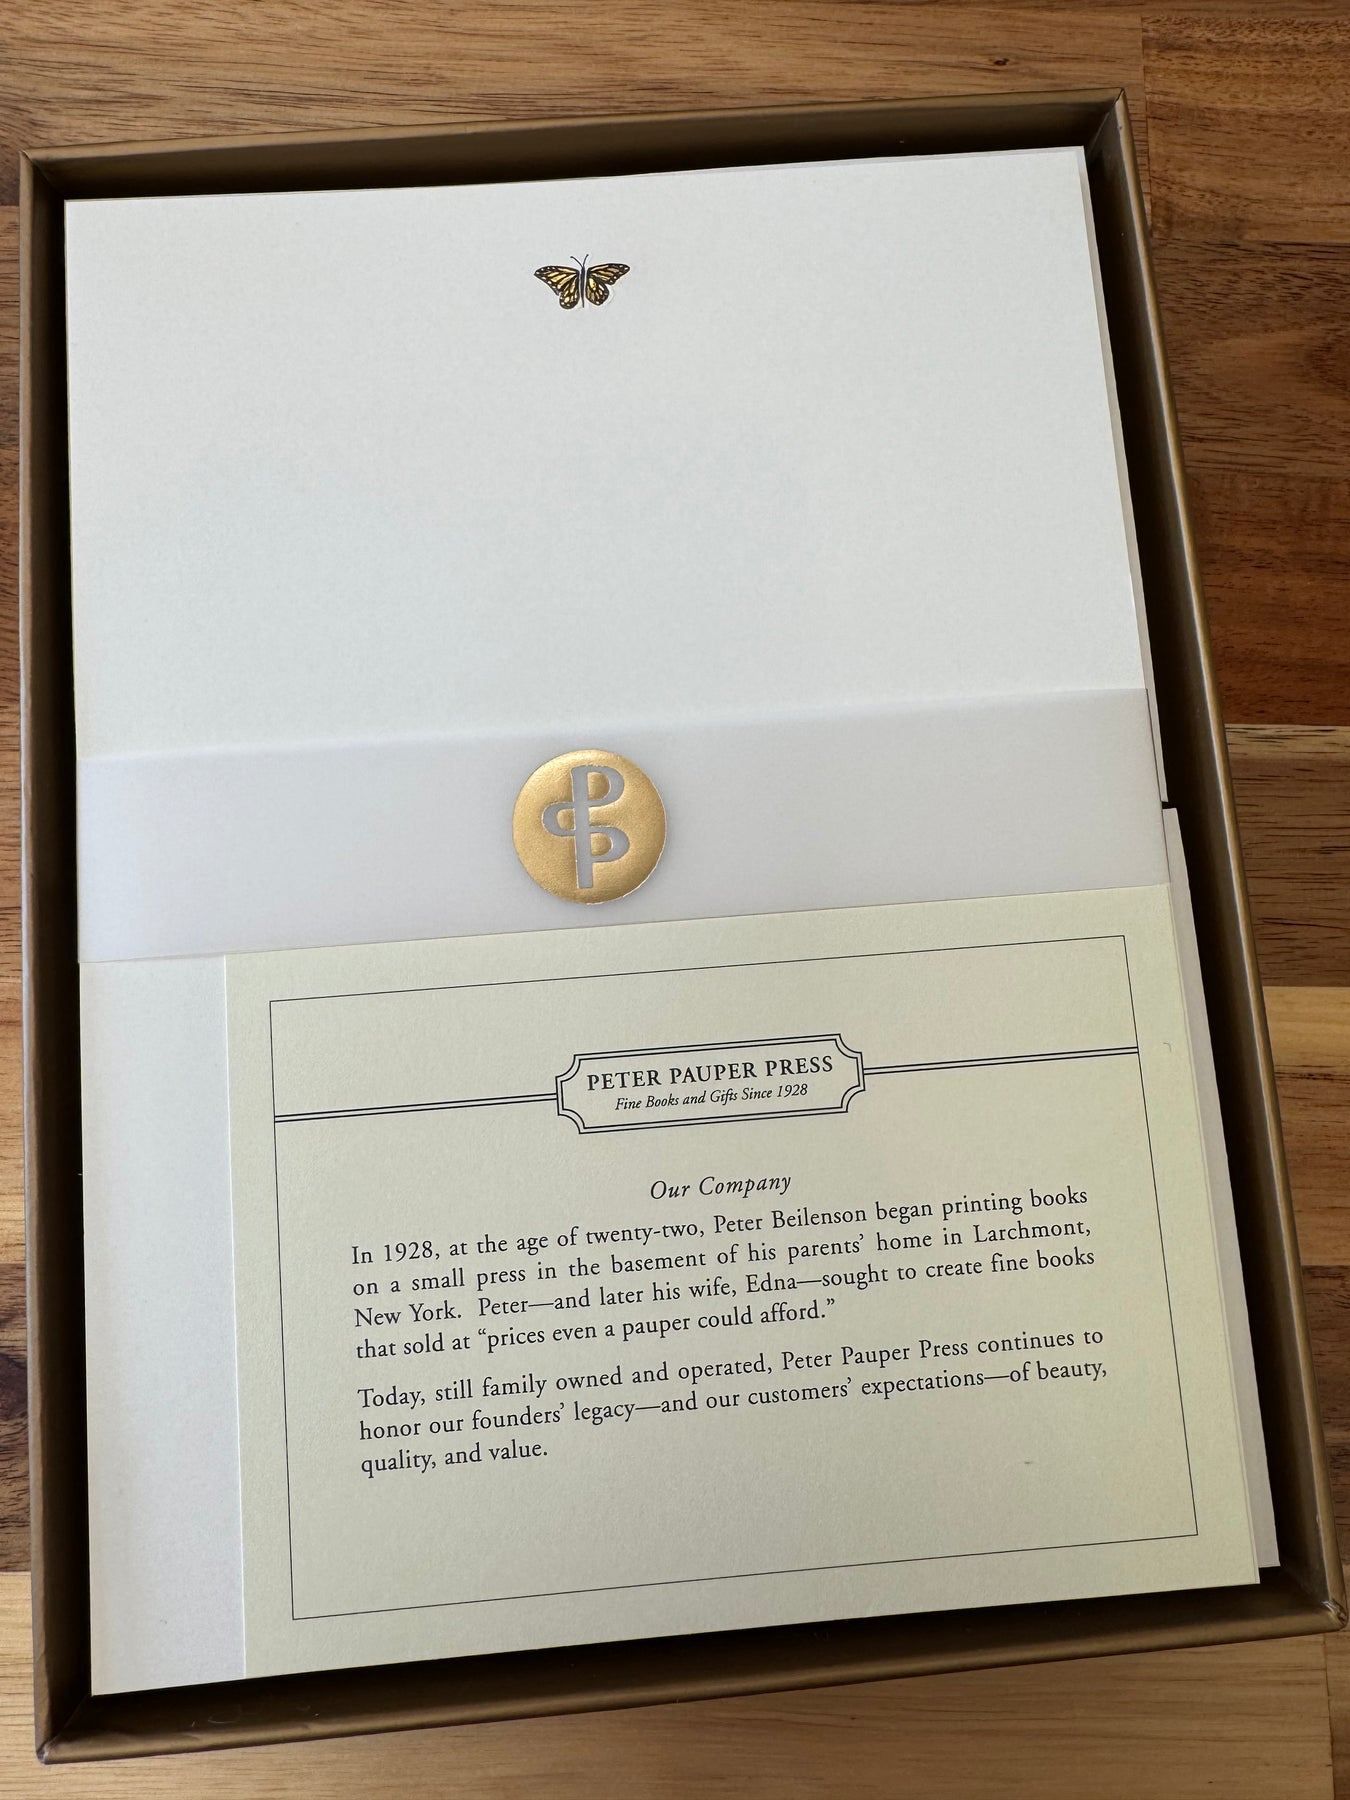 PP
PETER PAUPER PRESS
Fine Books and Gifts Since 1928
Our Company
In 1928, at the age of twenty-two, Peter Beilenson began printing books
on a small press in the basement of his parents’ home in Larchmont,
New York. Peter—and later his wife, Edna—sought to create fine books
that sold at “prices even a pauper could afford.”
Today, still family owned and operated, Peter Pauper Press continues to
honor our founders’ legacy—and our customers’ expectations—of beauty,
quality, and value.